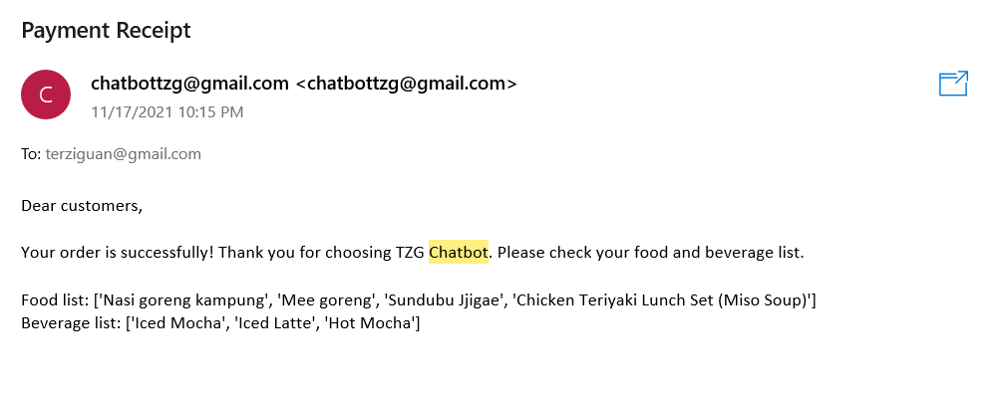 Payment Receipt
C
chatbottzg@gmail.com <chatbottzg@gmail.com>
11/17/2021 10:15 PM
To: terziguan@gmail.com
Dear customers,
Your order is successfully! Thank you for choosing TZG Chatbot. Please check your food and beverage list.
Food list: ['Nasi goreng kampung', 'Mee goreng', 'Sundubu Jjigae', 'Chicken Teriyaki Lunch Set (Miso Soup)']
Beverage list: ['Iced Mocha', 'Iced Latte', 'Hot Mocha']